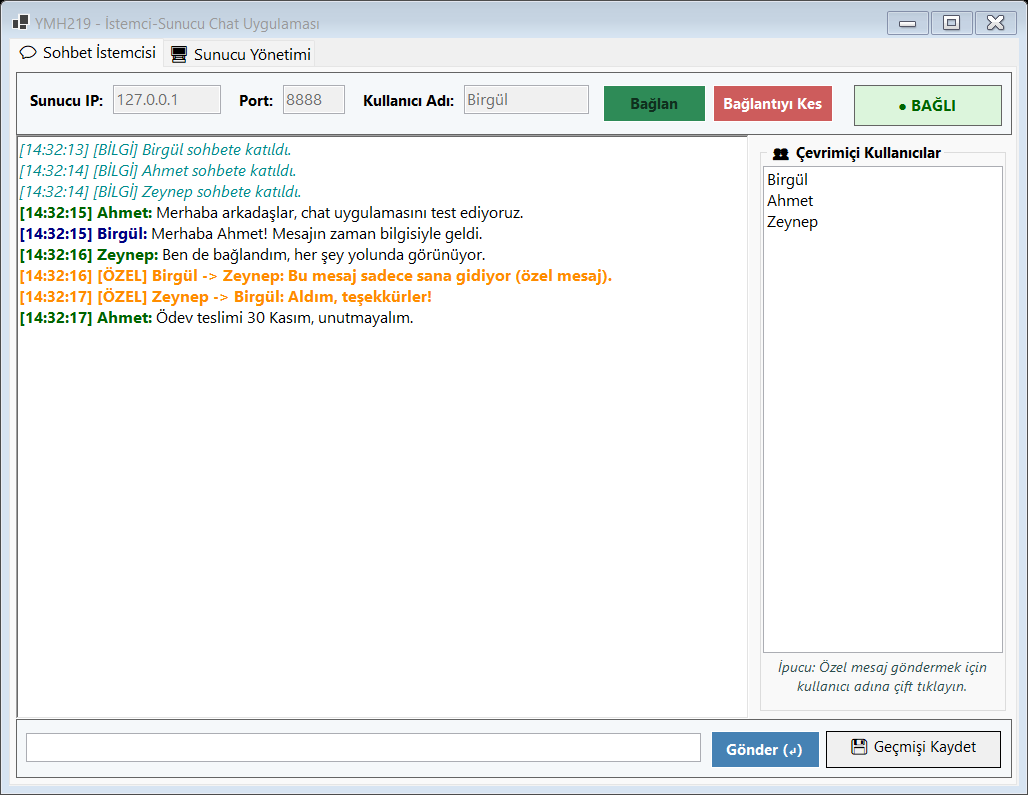 YMH219 - İstemci-Sunucu Chat Uygulaması
Sohbet İstemcisi
Sunucu Yönetimi
Sunucu IP: 127.0.0.1 Port: 8888 Kullanıcı Adı: Birgül Bağlan Bağlantıyı Kes ● BAĞLI
[14:32:13] [BİLGİ] Birgül sohbete katıldı.
[14:32:14] [BİLGİ] Ahmet sohbete katıldı.
[14:32:14] [BİLGİ] Zeynep sohbete katıldı.
[14:32:15] Ahmet: Merhaba arkadaşlar, chat uygulamasını test ediyoruz.
[14:32:15] Birgül: Merhaba Ahmet! Mesajın zaman bilgisiyle geldi.
[14:32:16] Zeynep: Ben de bağlandım, her şey yolunda görünüyor.
[14:32:16] [ÖZEL] Birgül -> Zeynep: Bu mesaj sadece sana gidiyor (özel mesaj).
[14:32:17] [ÖZEL] Zeynep -> Birgül: Aldım, teşekkürler!
[14:32:17] Ahmet: Ödev teslimi 30 Kasım, unutmayalım.
Çevrimiçi Kullanıcılar
Birgül
Ahmet
Zeynep
İpucu: Özel mesaj göndermek için
kullanıcı adına çift tıklayın.
Gönder (↲)
Geçmişi Kaydet